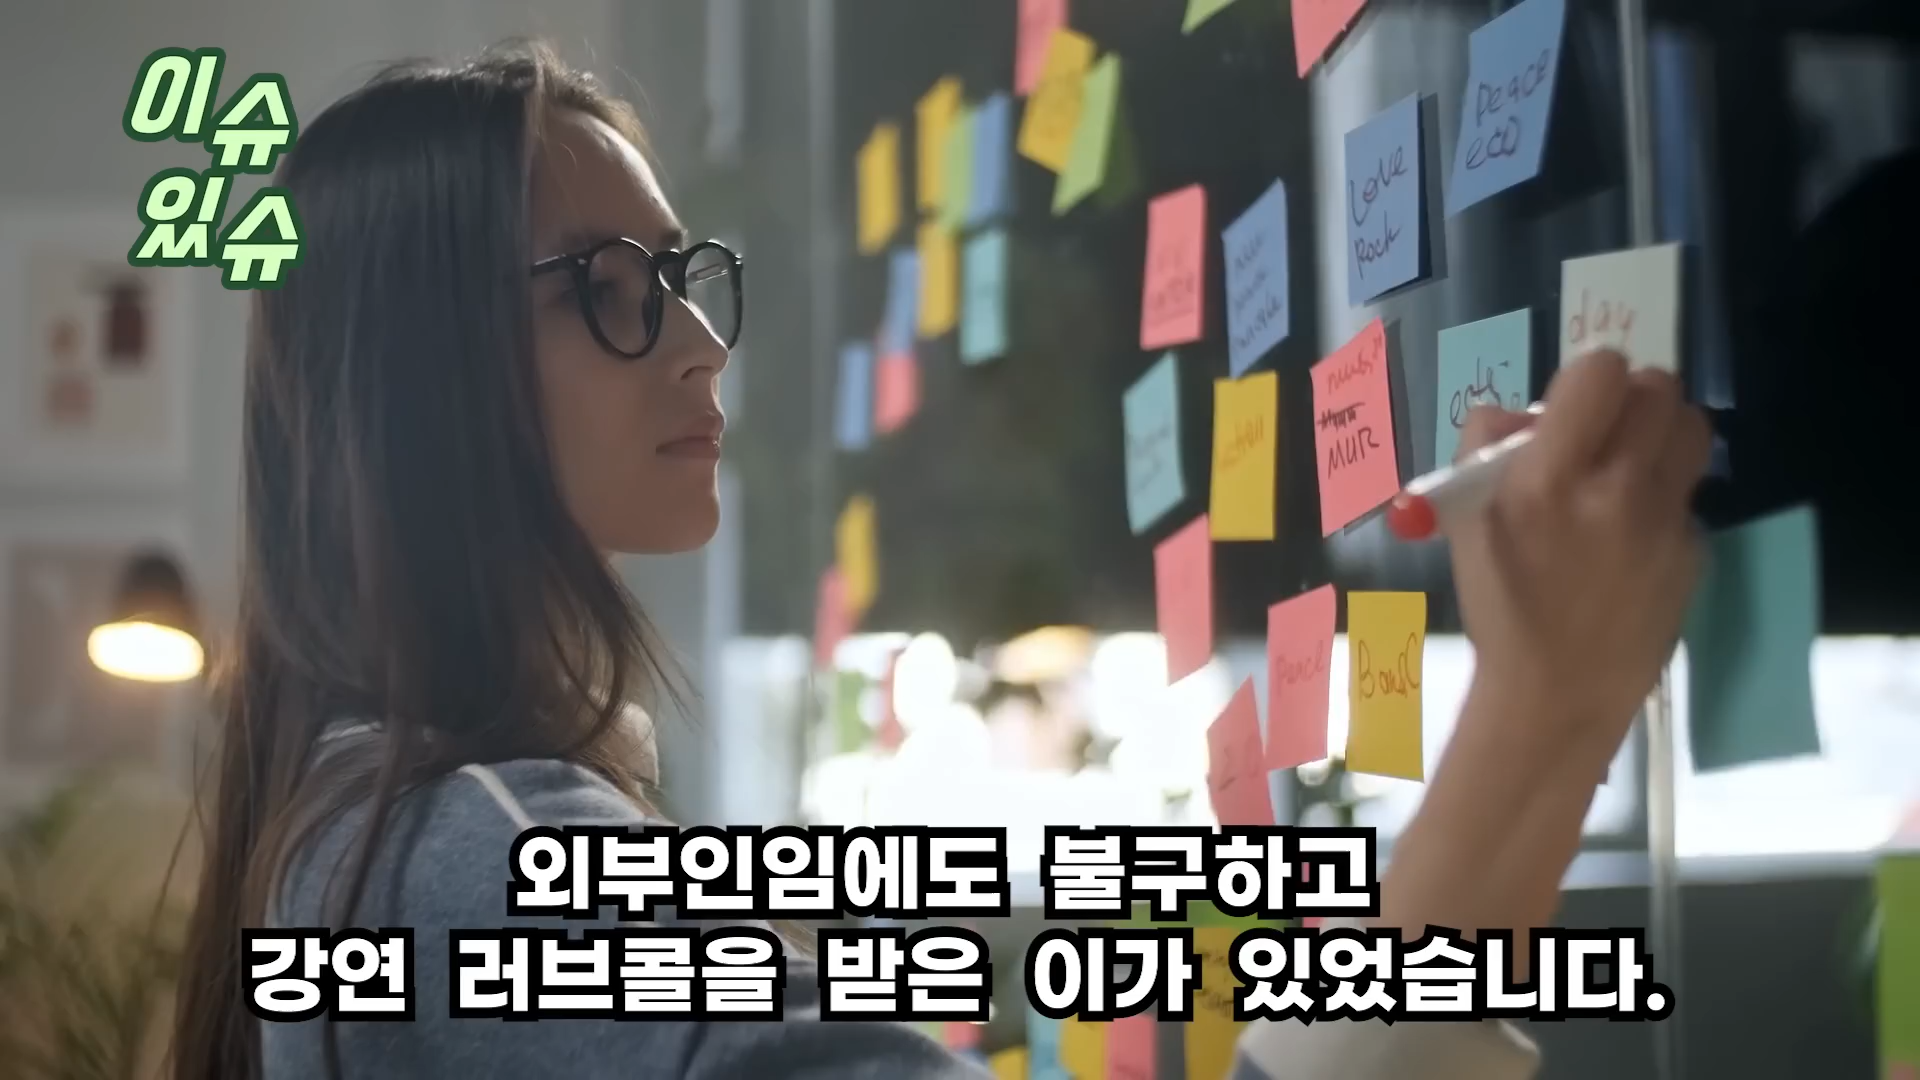 이슈
있슈
Peace
eco
Love
Rock
day
MUR
Peace
외부인임에도 불구하고
강연 러브콜을 받은 이가 있었습니다.